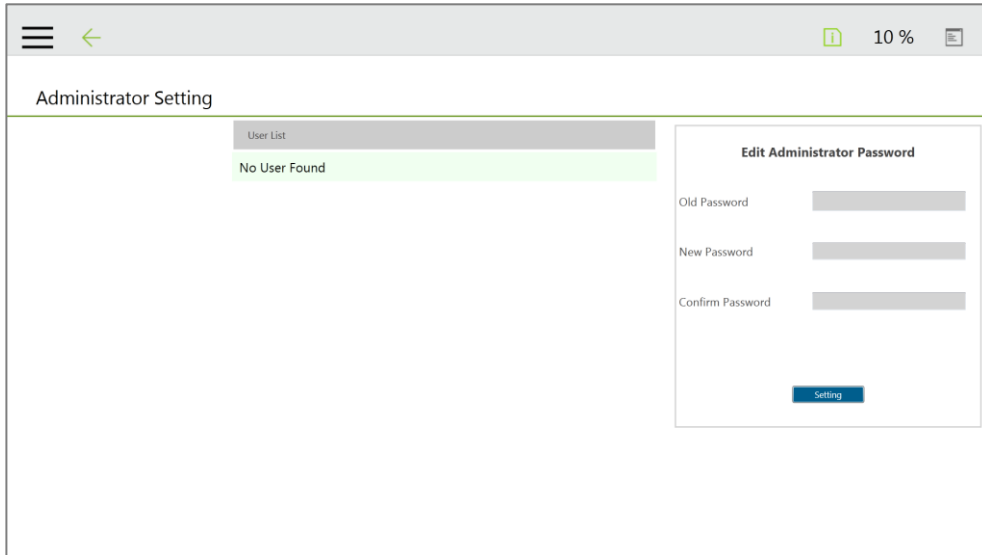 10 %
Administrator Setting
User List
No User Found
Edit Administrator Password
Old Password
New Password
Confirm Password
Setting